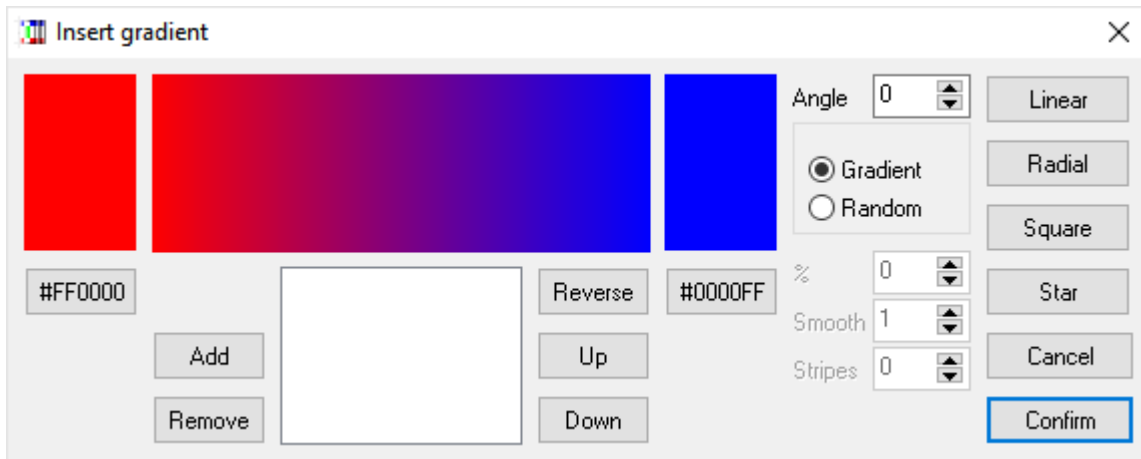 Insert gradient
Angle 0
Linear
Gradient
Radial
Random
Square
#FF0000
Reverse
#0000FF
% 0
Star
Smooth 1
Add
Up
Stripes 0
Cancel
Remove
Down
Confirm